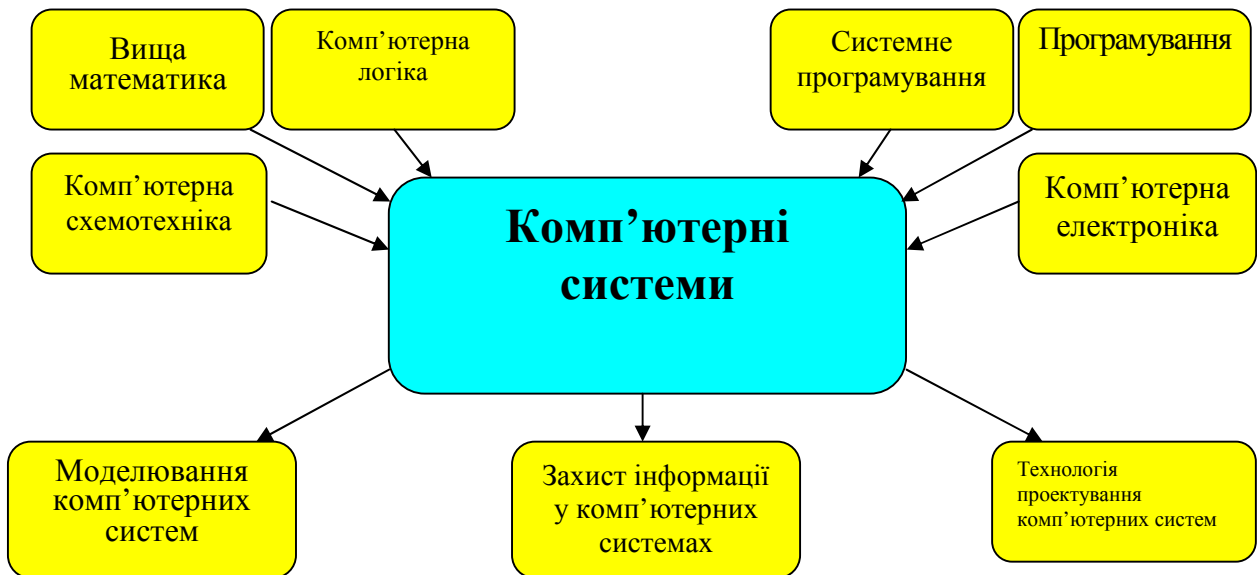 Вища
математика
Комп’ютерна
логіка
Системне
програмування
Програмування
Комп’ютерна
схемотехніка
Комп’ютерні
системи
Комп’ютерна
електроніка
Моделювання
комп’ютерних
систем
Захист інформації
у комп’ютерних
системах
Технологія
проектування
комп’ютерних систем